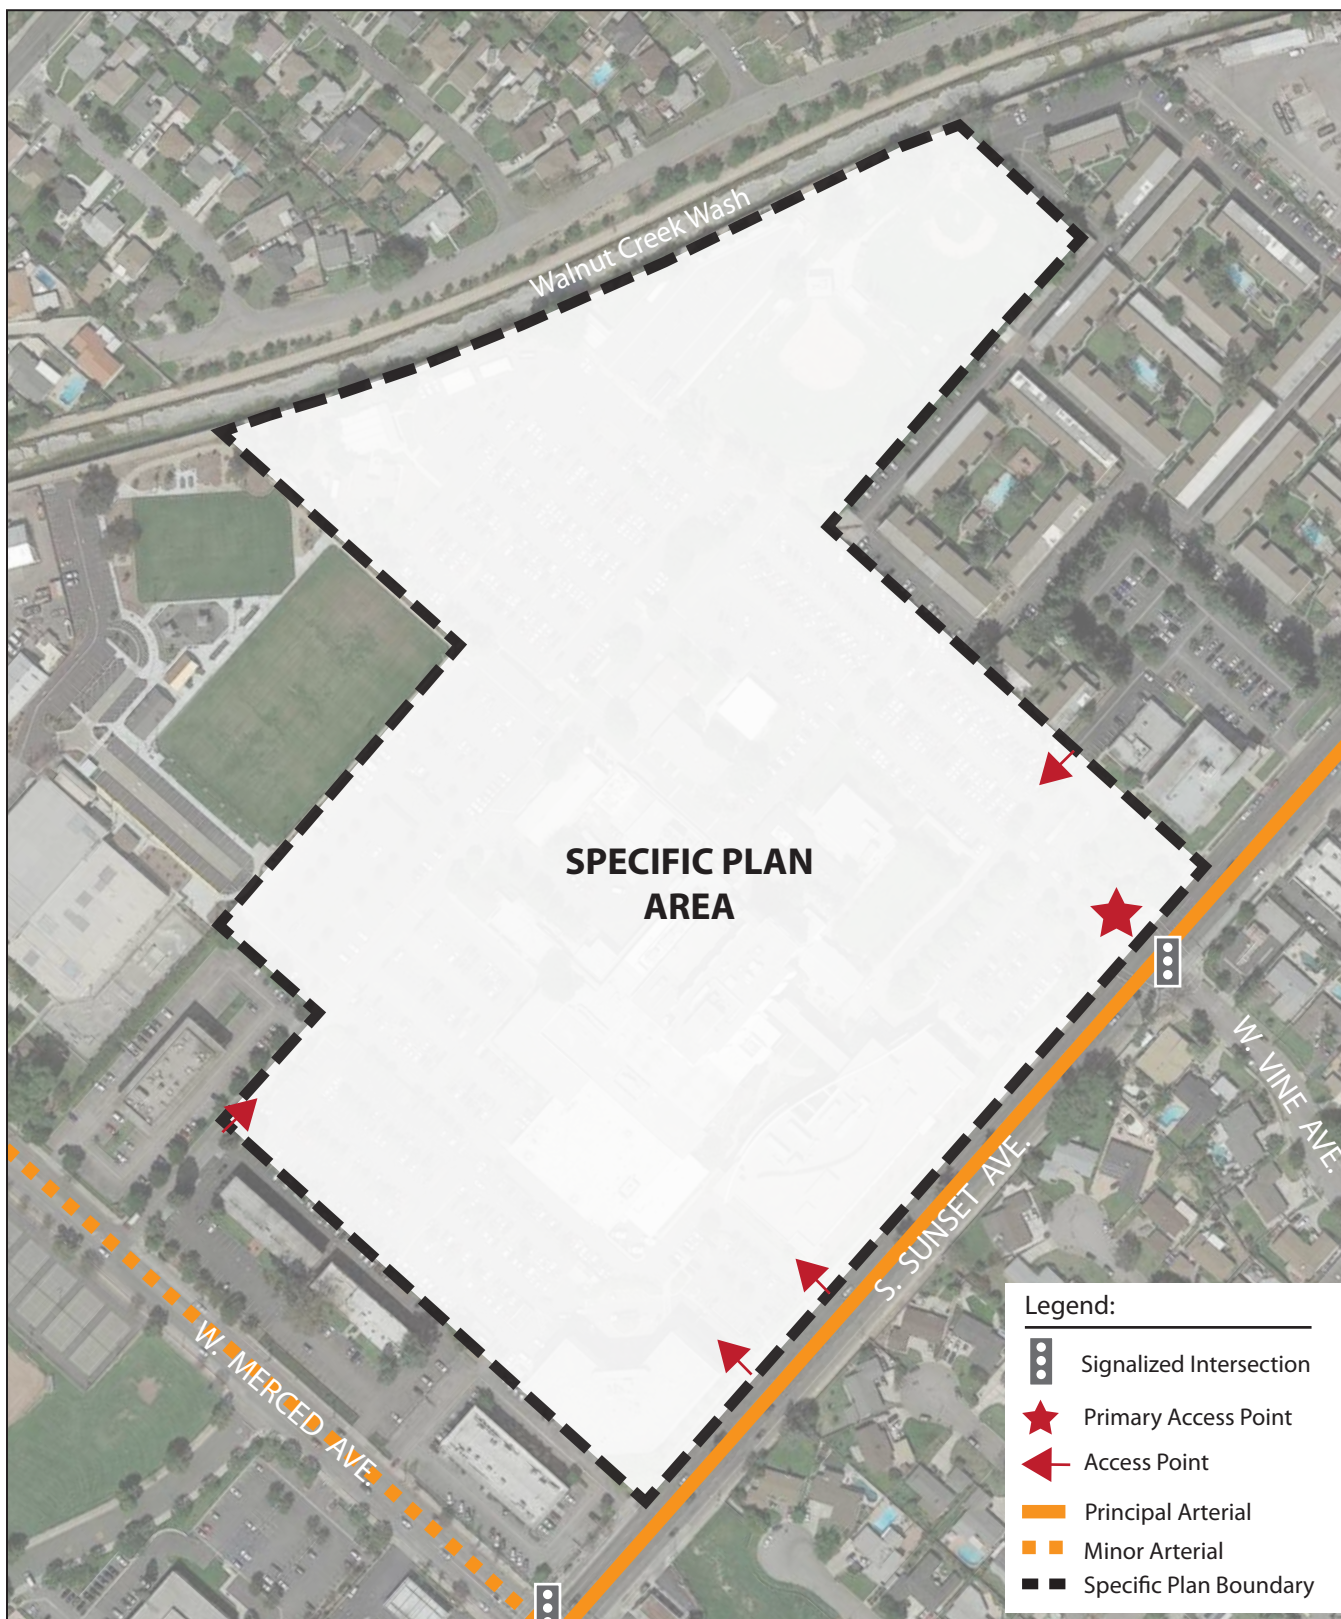 Walnut Creek Wash
SPECIFIC PLAN
AREA
W. VINE AVE.
S. SUNSET AVE.
W. MERCED AVE.
Legend:
Signalized Intersection
Primary Access Point
Access Point
Principal Arterial
Minor Arterial
Specific Plan Boundary